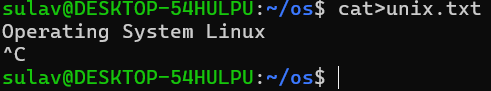 sulav@DESKTOP-54HULPU:~/os$ cat>unix.txt
Operating System Linux
^C
sulav@DESKTOP-54HULPU:~/os$